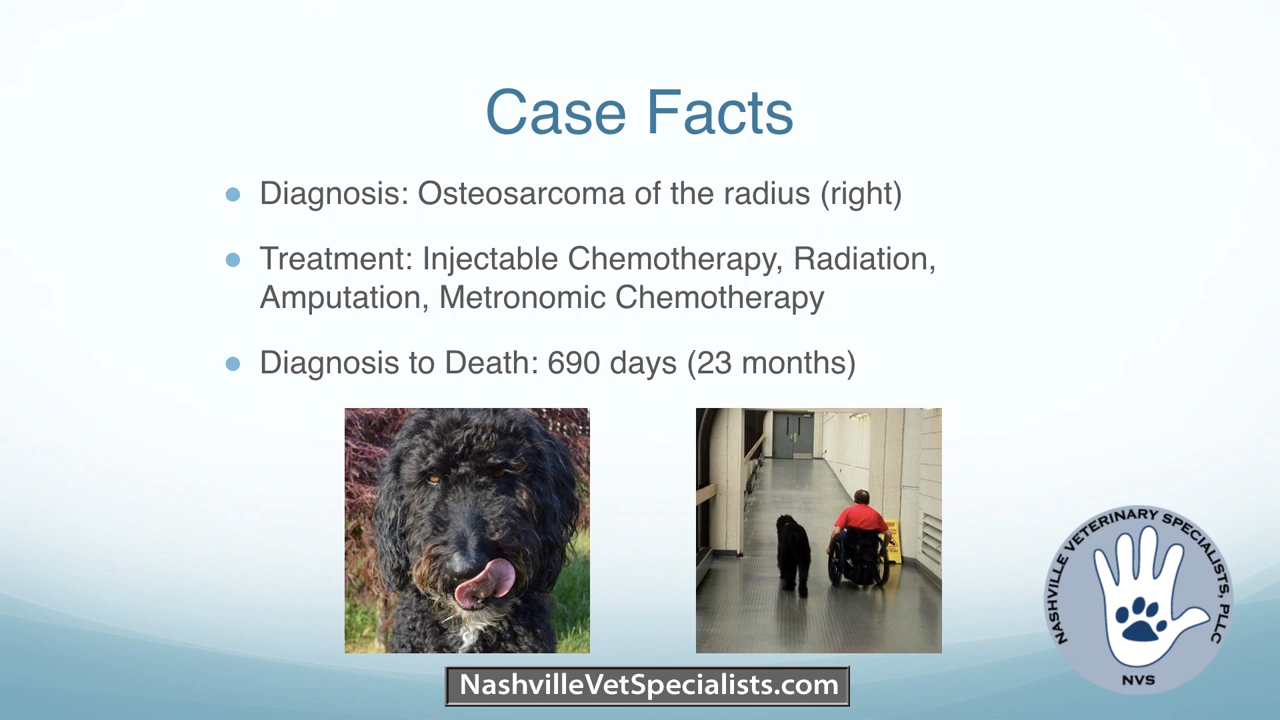 Case Facts
Diagnosis: Osteosarcoma of the radius (right)
Treatment: Injectable Chemotherapy, Radiation,
Amputation, Metronomic Chemotherapy
Diagnosis to Death: 690 days (23 months)
NASHVILLE VETERINARY SPECIALISTS, PLLC
NVS
NashvilleVetSpecialists.com